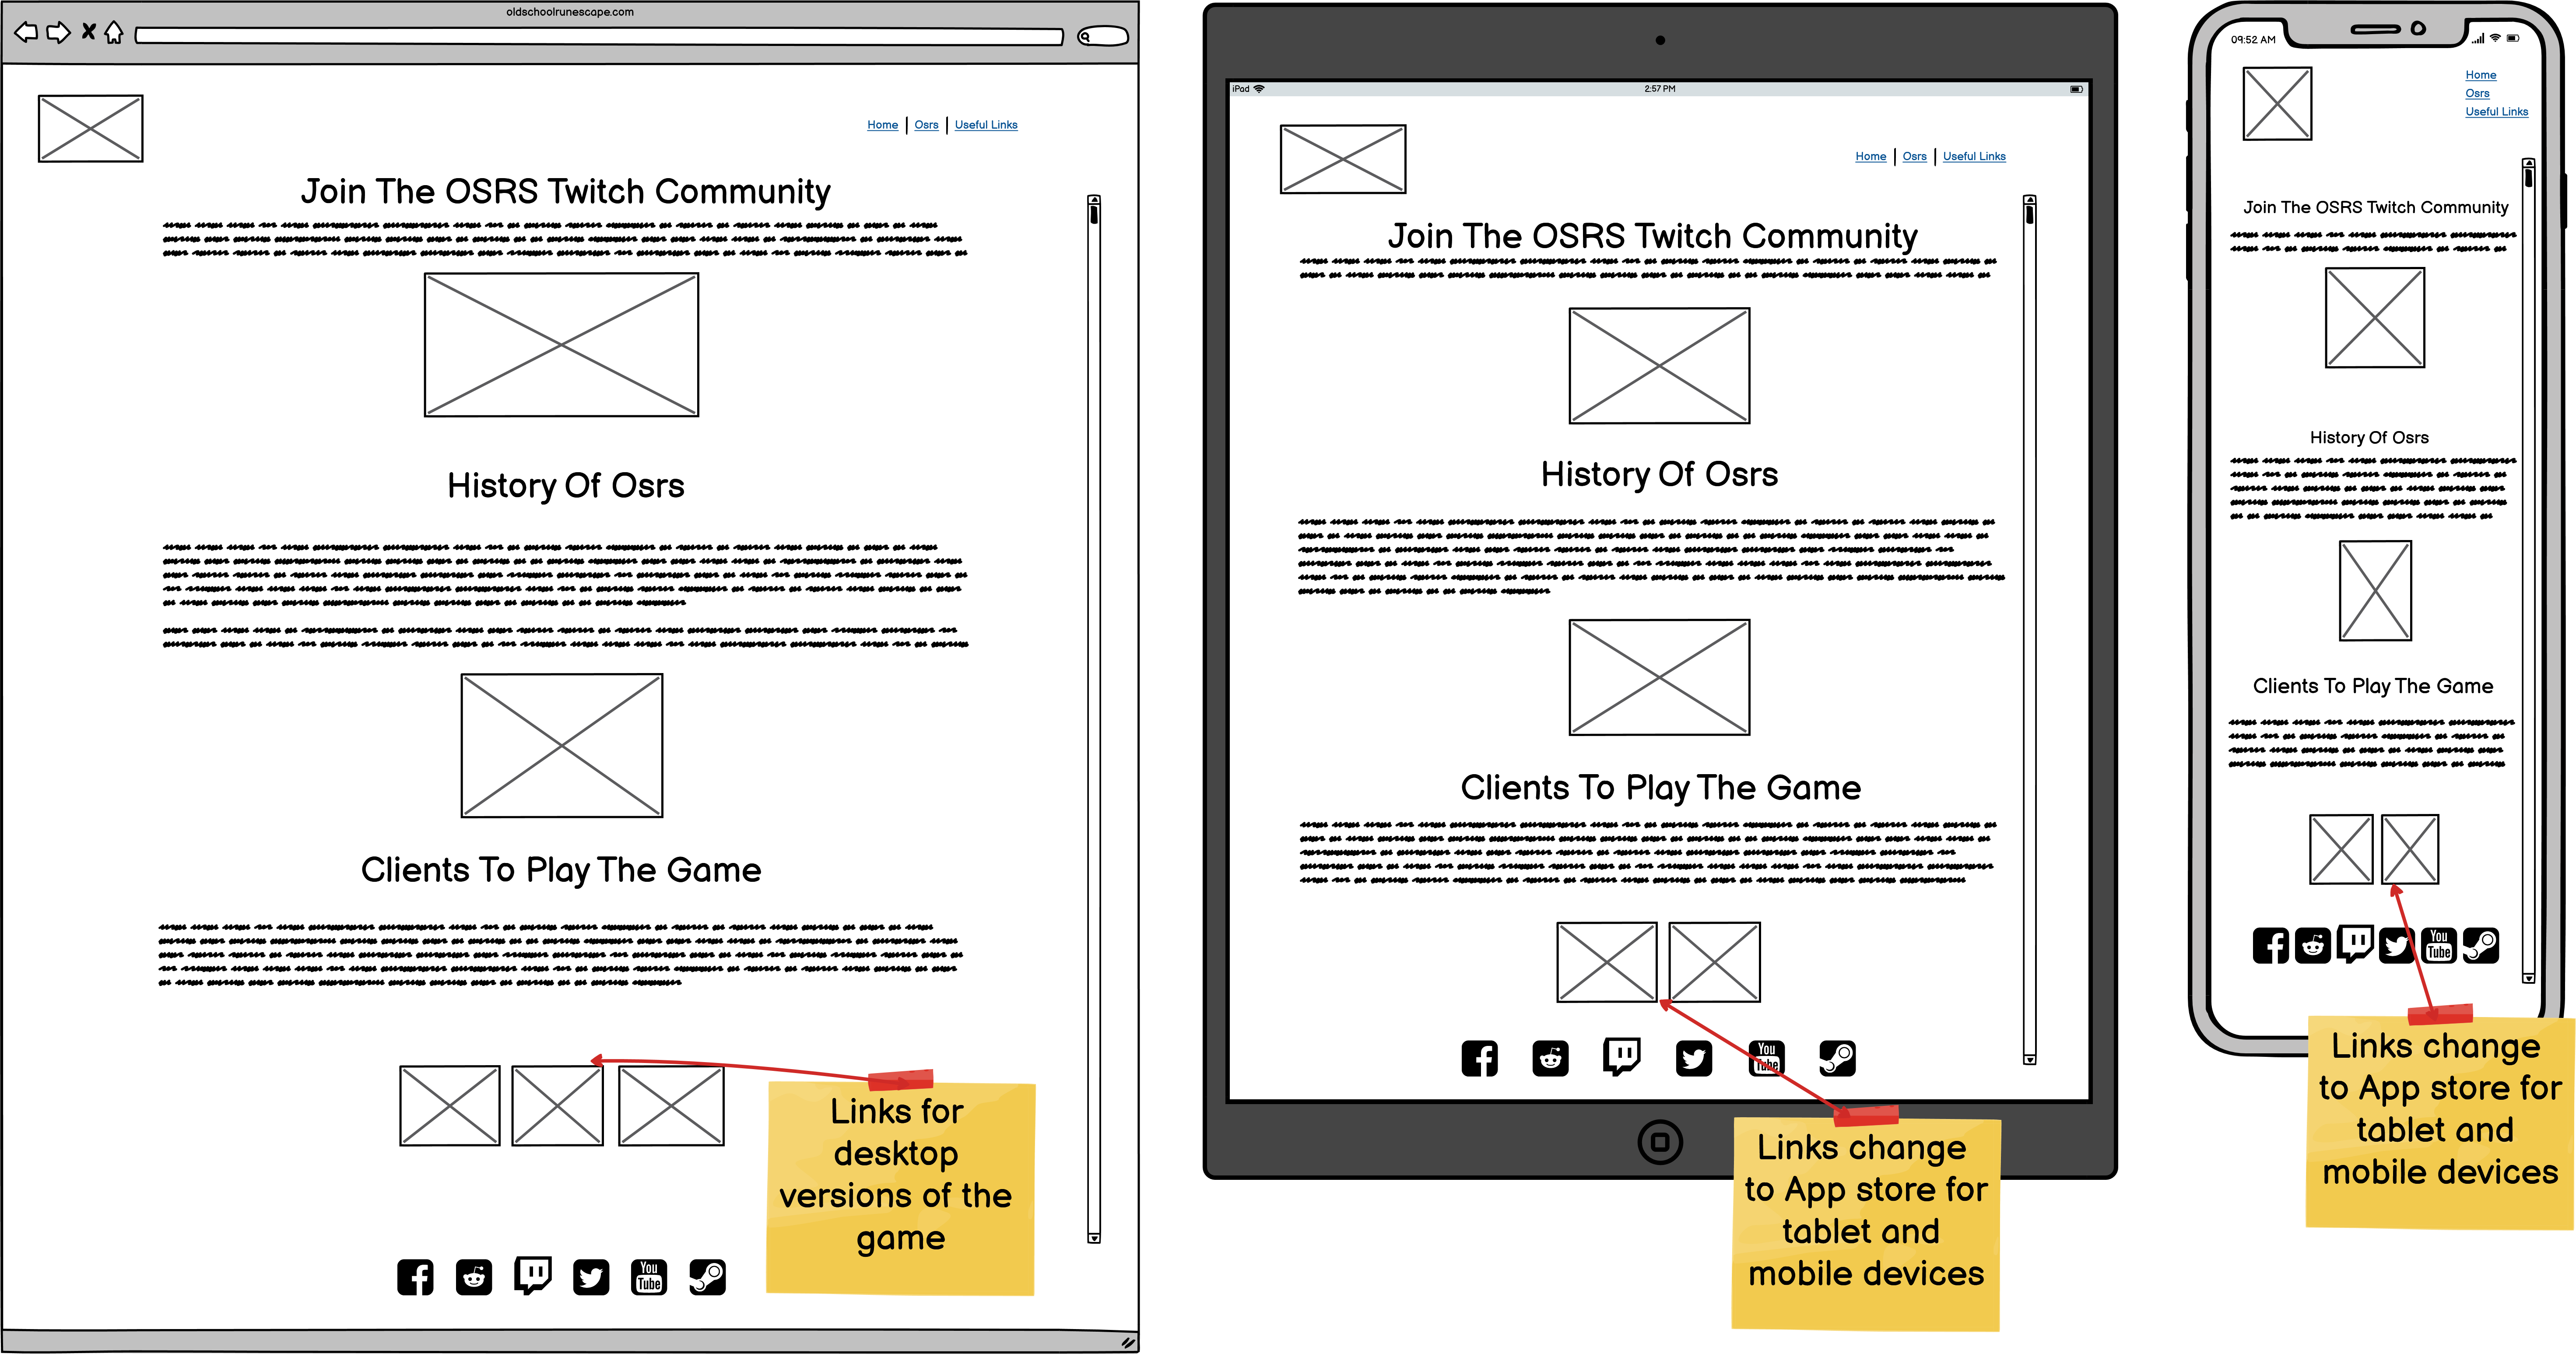 oldschoolrunescape.com
Home | Osrs | Useful Links
Join The OSRS Twitch Community
History Of Osrs
Clients To Play The Game
Links for
desktop
versions of the
game
You
Tube
iPad
2:57 PM
Home | Osrs | Useful Links
Join The OSRS Twitch Community
History Of Osrs
Clients To Play The Game
You
Tube
Links change
to App store for
tablet and
mobile devices
09:52 AM
Home
Osrs
Useful Links
Join The OSRS Twitch Community
History Of Osrs
Clients To Play The Game
You
Tube
Links change
to App store for
tablet and
mobile devices